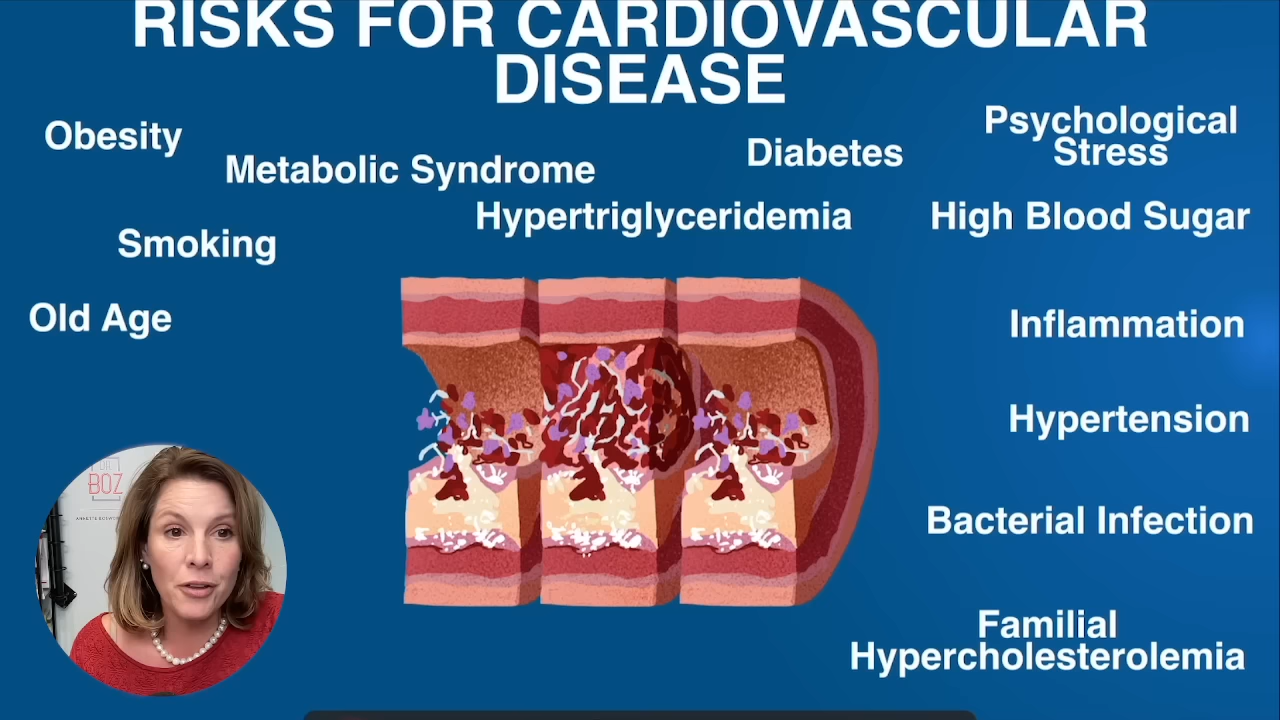 RISKS FOR CARDIOVASCULAR
DISEASE
Obesity
Metabolic Syndrome
Diabetes
Psychological
Stress
Smoking
Hypertriglyceridemia
High Blood Sugar
Old Age
Inflammation
Hypertension
Bacterial Infection
Familial
Hypercholesterolemia
BOZ